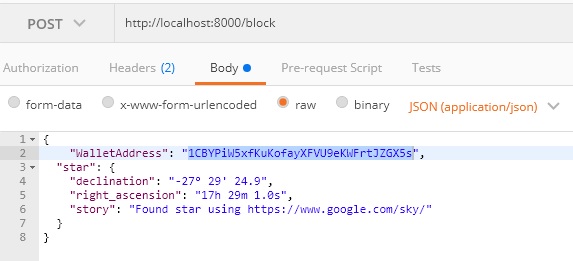 POST http://localhost:8000/block
Authorization Headers (2) Body Pre-request Script Tests
form-data x-www-form-urlencoded raw binary JSON (application/json)
1 {
2 "WalletAddress": "1CBYPiW5xfKuKofayXFVU9eKWFrtJZGX5s",
3 "star": {
4 "declination": "-27° 29' 24.9",
5 "right_ascension": "17h 29m 1.0s",
6 "story": "Found star using https://www.google.com/sky/"
7 }
8 }